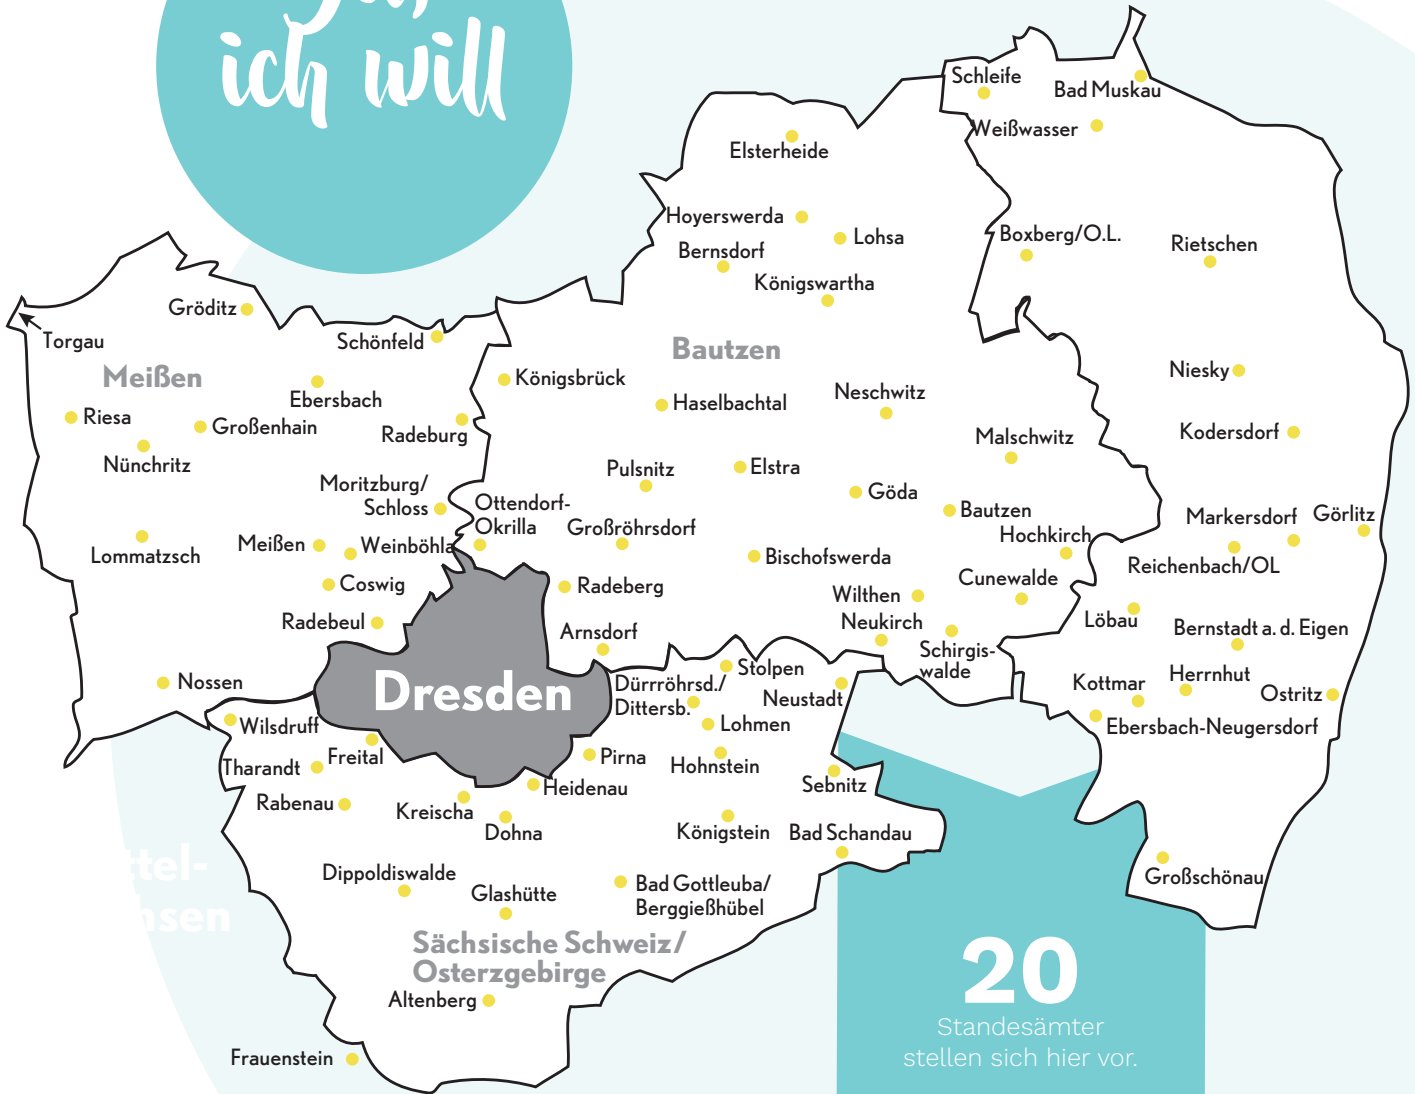 ich will
Schleife
Bad Muskau
Weißwasser
Elsterheide
Hoyerswerda
Lohsa
Bernsdorf
Königswartha
Boxberg/O.L.
Rietschen
Gröditz
Torgau
Schönfeld
Meißen
Bautzen
Niesky
Ebersbach
Königsbrück
Haselbachtal
Neschwitz
Riesa
Großenhain
Radeburg
Malschwitz
Kodersdorf
Nünchritz
Pulsnitz
Elstra
Moritzburg/
Schloss
Göda
Ottendorf-
Okrilla
Großröhrsdorf
Bautzen
Hochkirch
Markersdorf
Görlitz
Lommatzsch
Meißen
Weinböhla
Bischofswerda
Reichenbach/OL
Coswig
Radeberg
Cunewalde
Wilthen
Radebeul
Arnsdorf
Neukirch
Löbau
Bernstadt a. d. Eigen
Schirgis-
walde
Nossen
Dresden
Stolpen
Dürrröhrsd./
Dittersb.
Neustadt
Kottmar
Herrnhut
Ostritz
Wilsdruff
Lohmen
Ebersbach-Neugersdorf
Freital
Tharandt
Pirna
Hohnstein
Sebnitz
Rabenau
Heidenau
Kreischa
Dohna
Königstein
Bad Schandau
ttel-
Dippoldiswalde
Glashütte
Bad Gottleuba/
Berggießhübel
Großschönau
hsen
Sächsische Schweiz/
Osterzgebirge
Altenberg
Frauenstein
20
Standesämter
stellen sich hier vor.